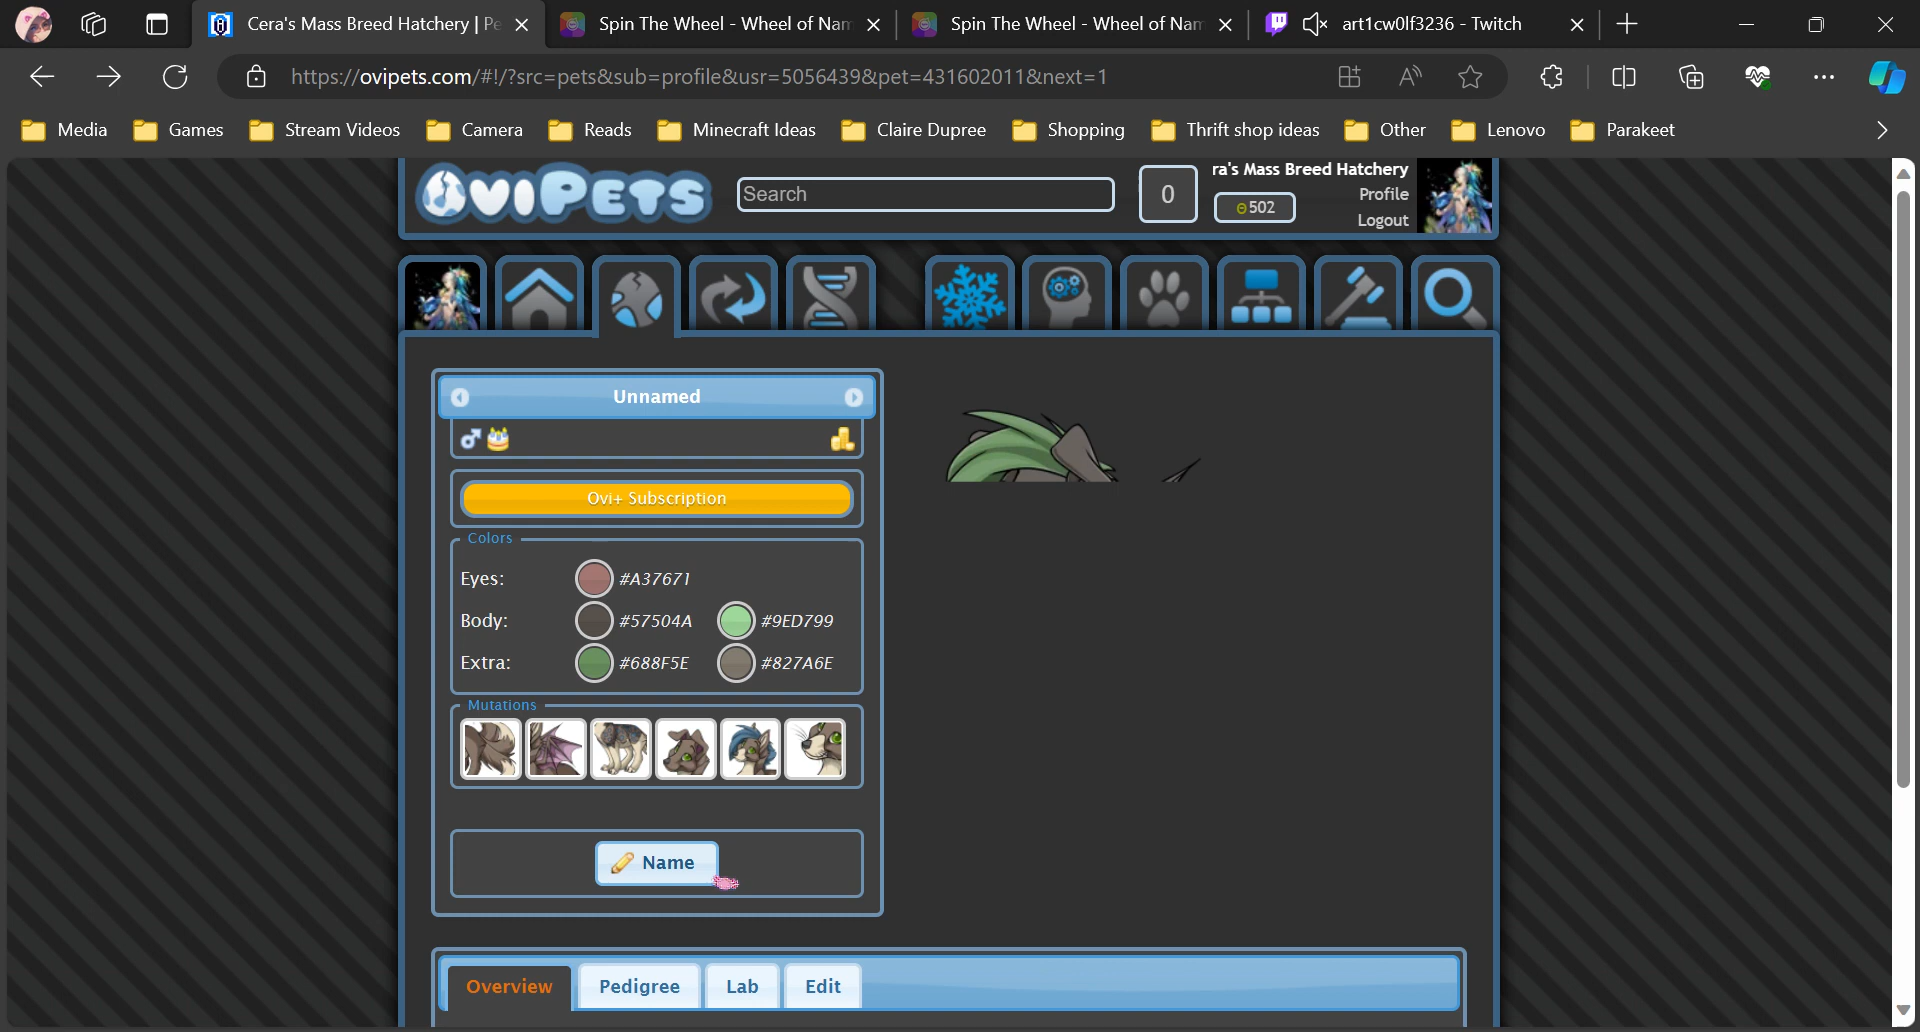 Cera's Mass Breed Hatchery | Pe
Spin The Wheel - Wheel of Nam
Spin The Wheel - Wheel of Nam
art1cw0lf3236 - Twitch
https://ovipets.com/#!/?src=pets&sub=profile&usr=5056439&pet=431602011&next=1
Media
Games
Stream Videos
Camera
Reads
Minecraft Ideas
Claire Dupree
Shopping
Thrift shop ideas
Other
Lenovo
Parakeet
OviPets
Search
0
ra's Mass Breed Hatchery
502
Profile
Logout
Unnamed
Ovi+ Subscription
Colors
Eyes: #A37671
Body: #57504A #9ED799
Extra: #688F5E #827A6E
Mutations
Name
Overview
Pedigree
Lab
Edit